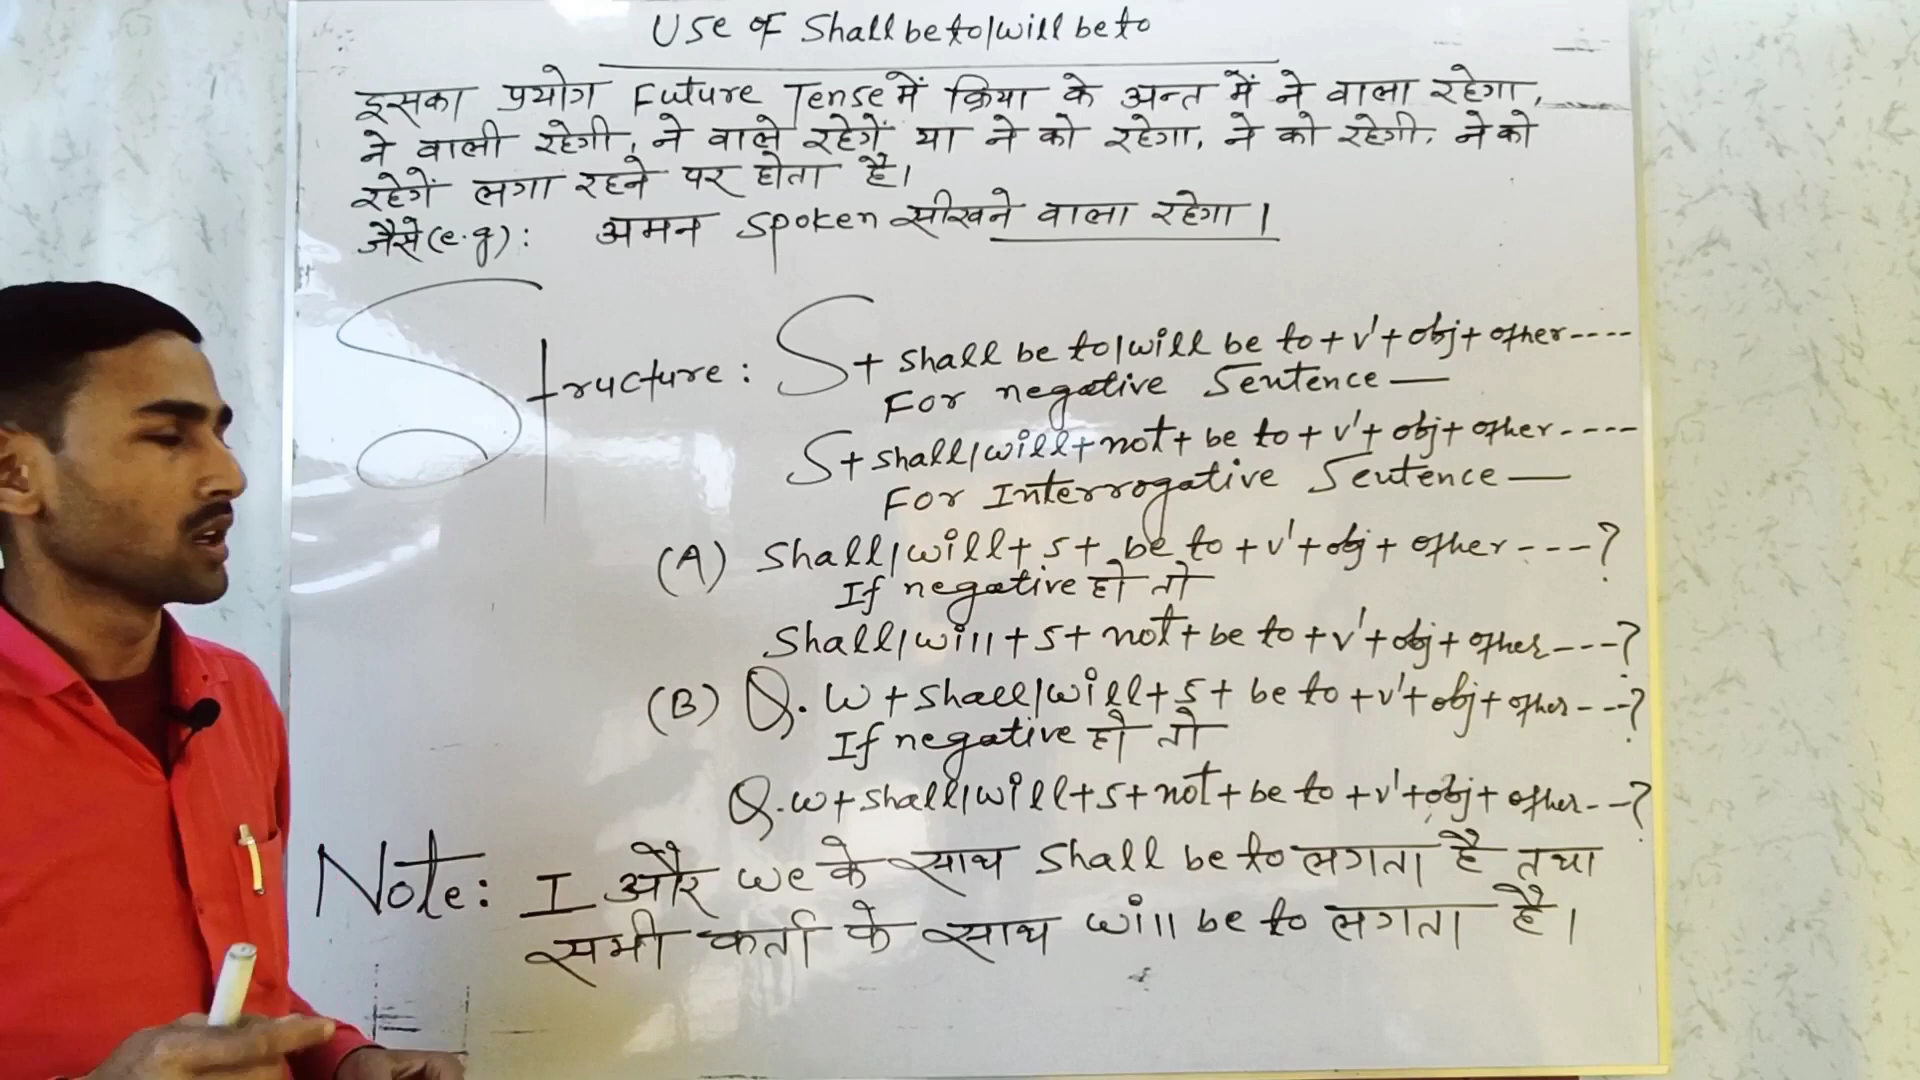 Use of Shall be to/will be to
इसका प्रयोग Future Tense में क्रिया के अन्त में ने वाला रहेगा,
ने वाली रहेगी, ने वाले रहेगें या ने को रहेगा, ने को रहेगी, ने को
रहेगें लगा रहने पर होता है।
जैसे (e.g): अमन spoken सीखने वाला रहेगा।
Structure: S + shall be to/will be to + v¹ + obj + other ----
For negative Sentence —
S + shall/will + not + be to + v¹ + obj + other ----
For Interrogative Sentence —
(A) Shall/will + s + be to + v¹ + obj + other ---?
If negative हो तो
Shall/will + s + not + be to + v¹ + obj + other ---?
(B) Q. w + shall/will + s + be to + v¹ + obj + other ---?
If negative हो तो
Q. w + shall/will + s + not + be to + v¹ + obj + other --?
Note: I और we के साथ shall be to लगता है तथा
सभी कर्ता के साथ will be to लगता है।